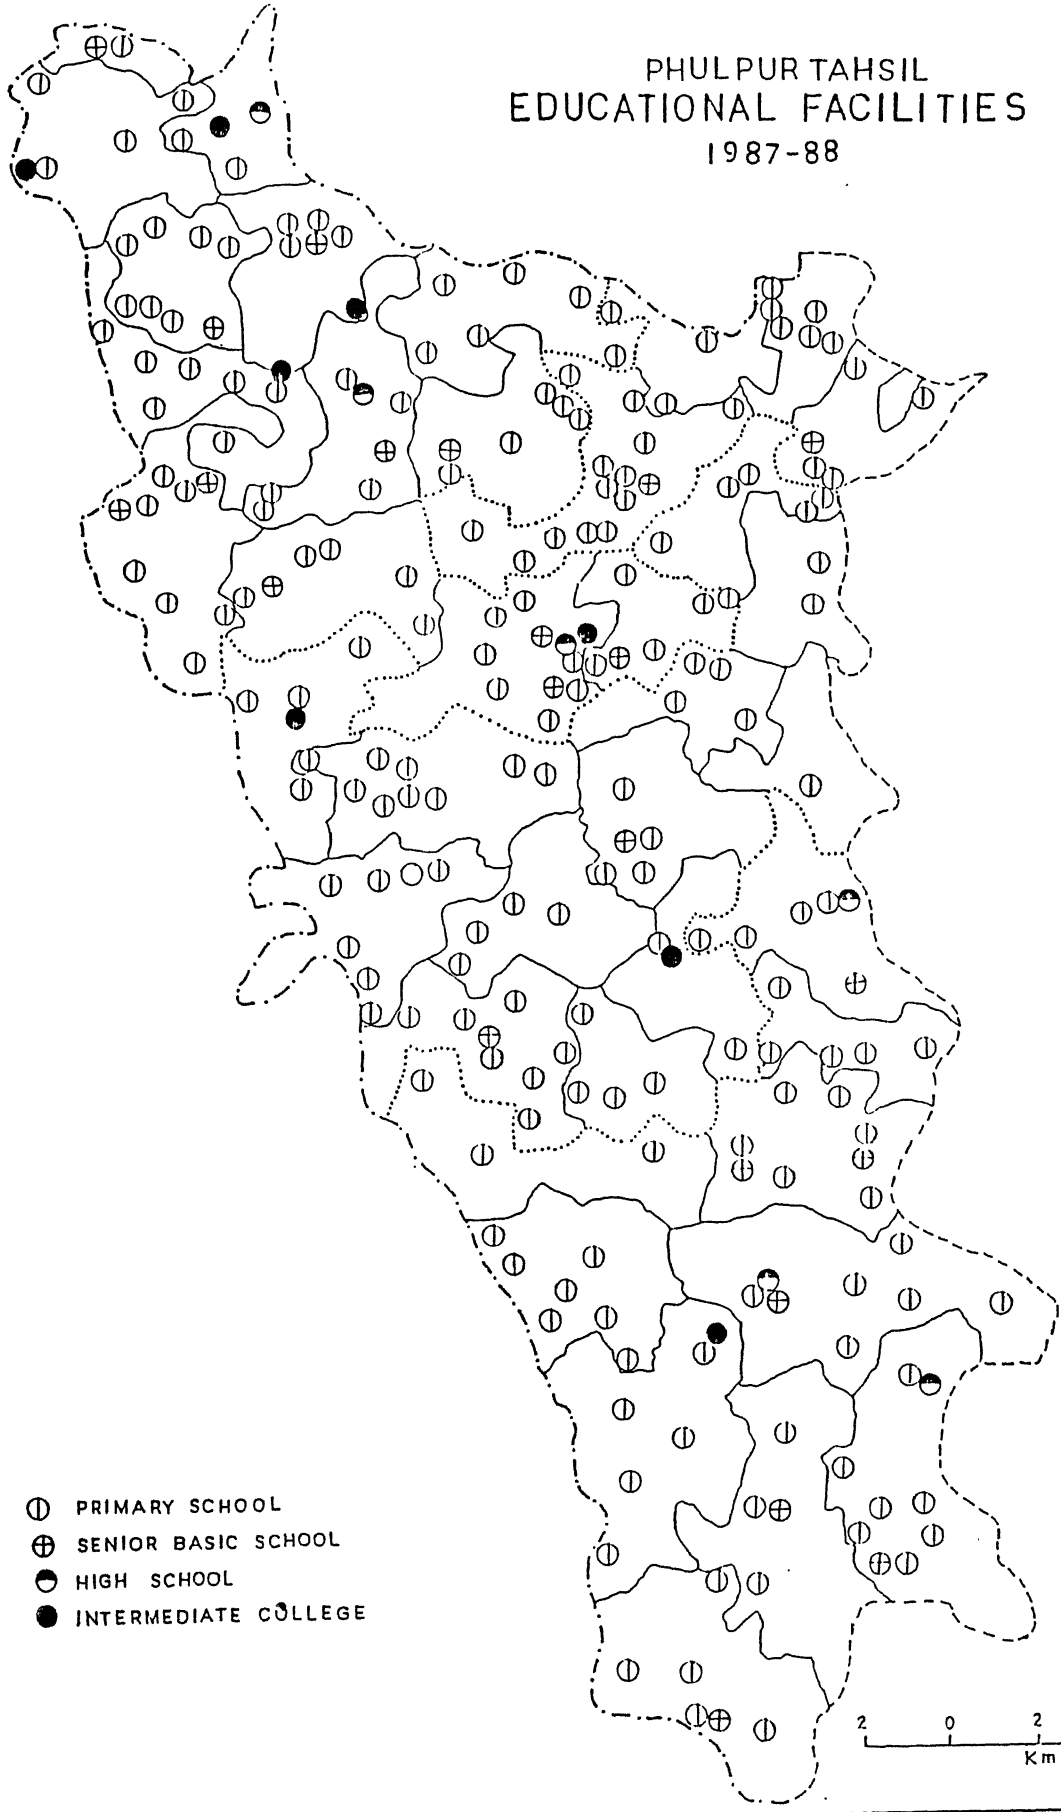 PHULPUR TAHSIL
EDUCATIONAL FACILITIES
1987-88
PRIMARY SCHOOL
SENIOR BASIC SCHOOL
HIGH SCHOOL
INTERMEDIATE COLLEGE
2 0 2
Km